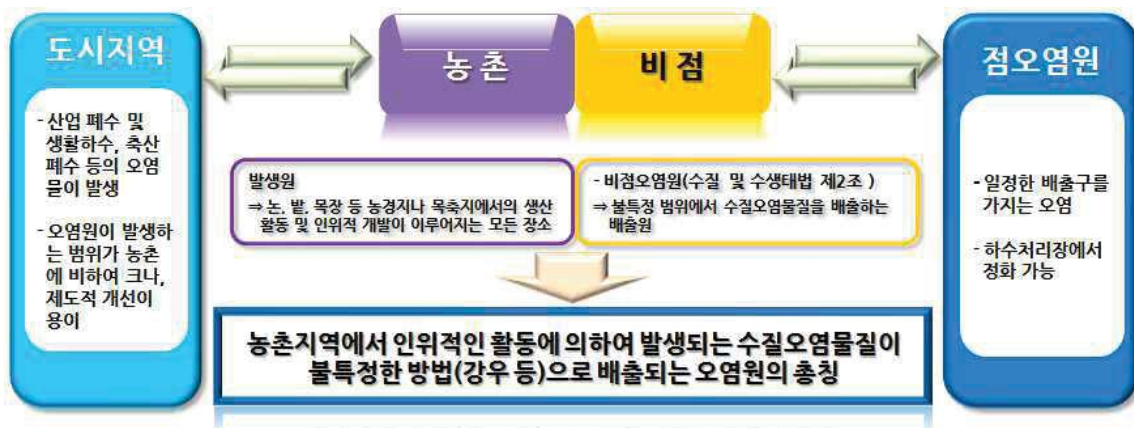 도시지역
- 산업 폐수 및
생활하수, 축산
폐수 등의 오염
물이 발생
- 오염원이 발생하
는 범위가 농촌
에 비하여 크나,
제도적 개선이
용이
농촌
비점
발생원
⇒ 논, 밭, 목장 등 농경지나 목축지에서의 생산
활동 및 인위적 개발이 이루어지는 모든 장소
- 비점오염원(수질 및 수생태법 제2조 )
⇒ 불특정 범위에서 수질오염물질을 배출하는
배출원
농촌지역에서 인위적인 활동에 의하여 발생되는 수질오염물질이
불특정한 방법(강우 등)으로 배출되는 오염원의 총칭
점오염원
- 일정한 배출구를
가지는 오염
- 하수처리장에서
정화 가능